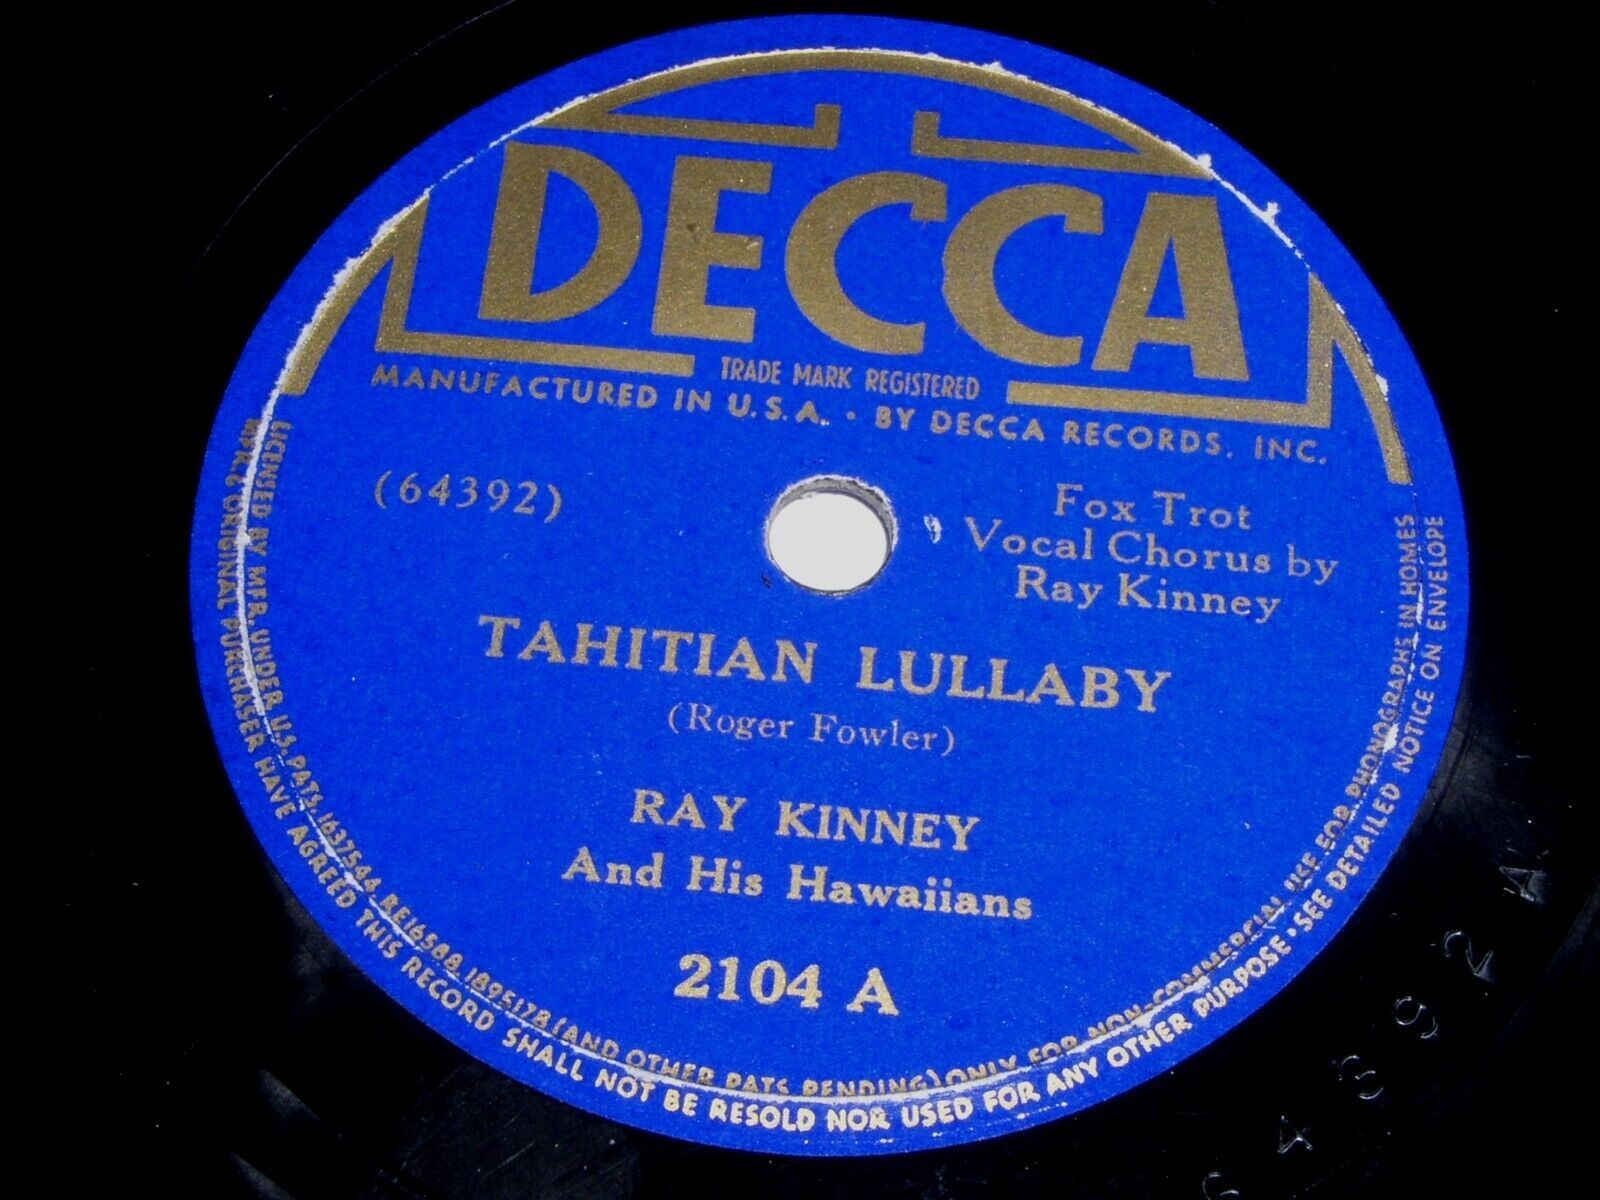 DECCA
TRADE MARK REGISTERED
MANUFACTURED IN U.S.A. · BY DECCA RECORDS, INC.
(64392)
Fox Trot
Vocal Chorus by
Ray Kinney
TAHITIAN LULLABY
(Roger Fowler)
RAY KINNEY
And His Hawaiians
2104 A
LICENSED BY MFR. UNDER U.S. PATS. 1637544, RE16588, 1895178 (AND OTHER PATS PENDING) ONLY FOR NON-COMMERCIAL USE FOR PHONOGRAPHS IN HOMES
MFR. & ORIGINAL PURCHASER HAVE AGREED THIS RECORD SHALL NOT BE RESOLD NOR USED FOR ANY OTHER PURPOSE · SEE DETAILED NOTICE ON ENVELOPE